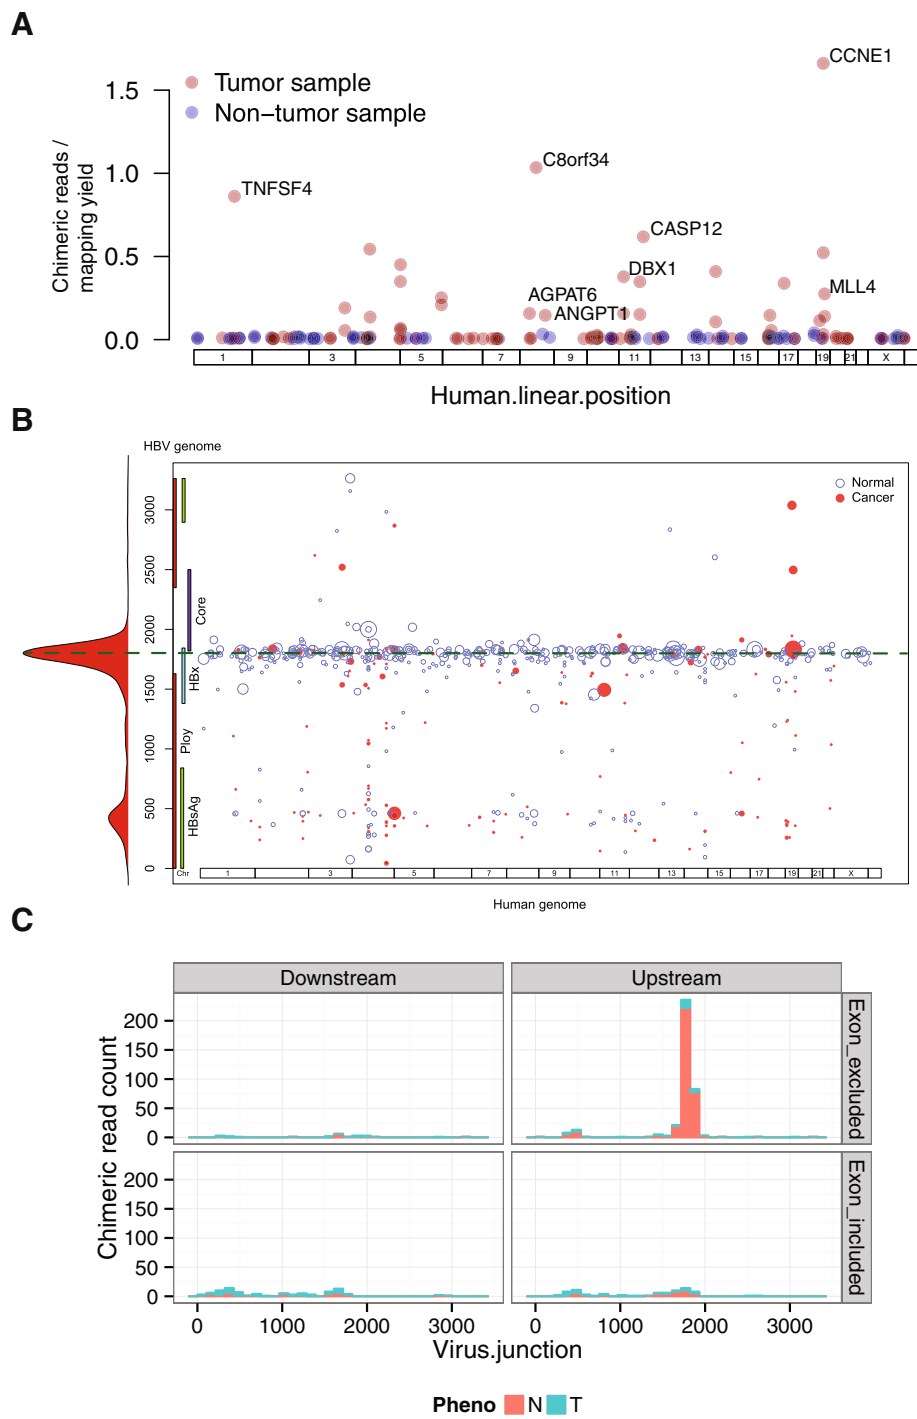 A
CCNE1
1.5
Tumor sample
Non−tumor sample
Chimeric reads /
mapping yield
1.0
C8orf34
TNFSF4
CASP12
0.5
DBX1
AGPAT6
MLL4
ANGPT1
0.0
1 3 5 7 9 11 13 15 17 19 21 X
Human.linear.position
B
HBV genome
Normal
Cancer
3000
2500
2000
1500
1000
500
0
Core
HBx
Ploy
HBsAg
Chr 1 3 5 7 9 11 13 15 17 19 21 X
Human genome
C
Downstream Upstream
Chimeric read count
200
150
100
50
0
Exon_excluded
200
150
100
50
0
Exon_included
0 1000 2000 3000 0 1000 2000 3000
Virus.junction
Pheno N T